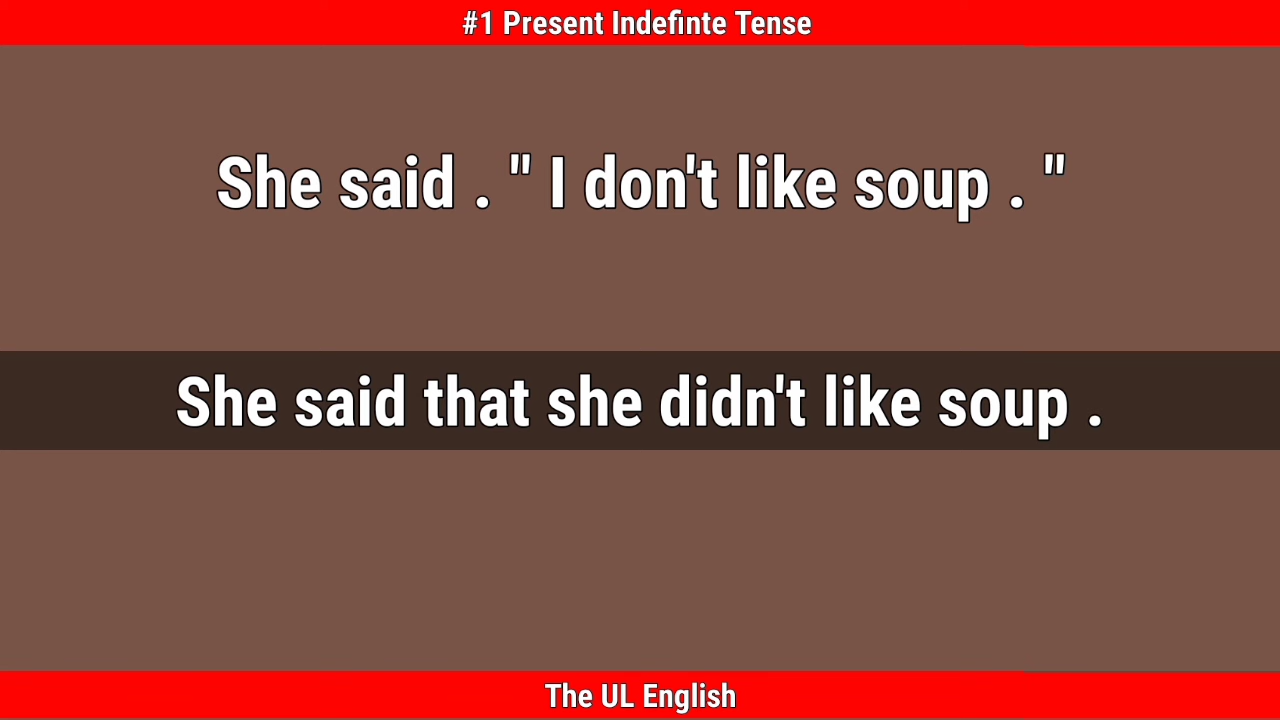 #1 Present Indefinte Tense
She said . " I don't like soup . "
She said that she didn't like soup .
The UL English